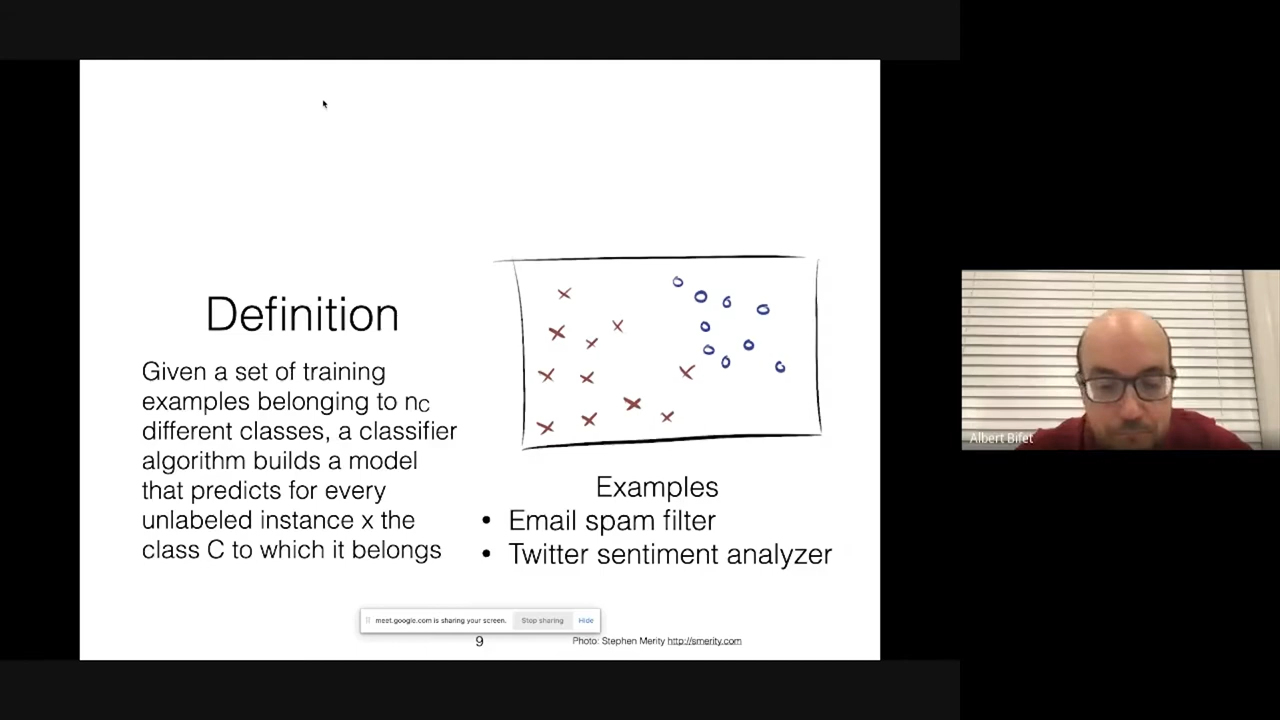 Definition
Given a set of training
examples belonging to nC
different classes, a classifier
algorithm builds a model
that predicts for every
unlabeled instance x the
class C to which it belongs
Examples
• Email spam filter
• Twitter sentiment analyzer
meet.google.com is sharing your screen. Stop sharing Hide
9
Photo: Stephen Merity http://smerity.com
Albert Bifet